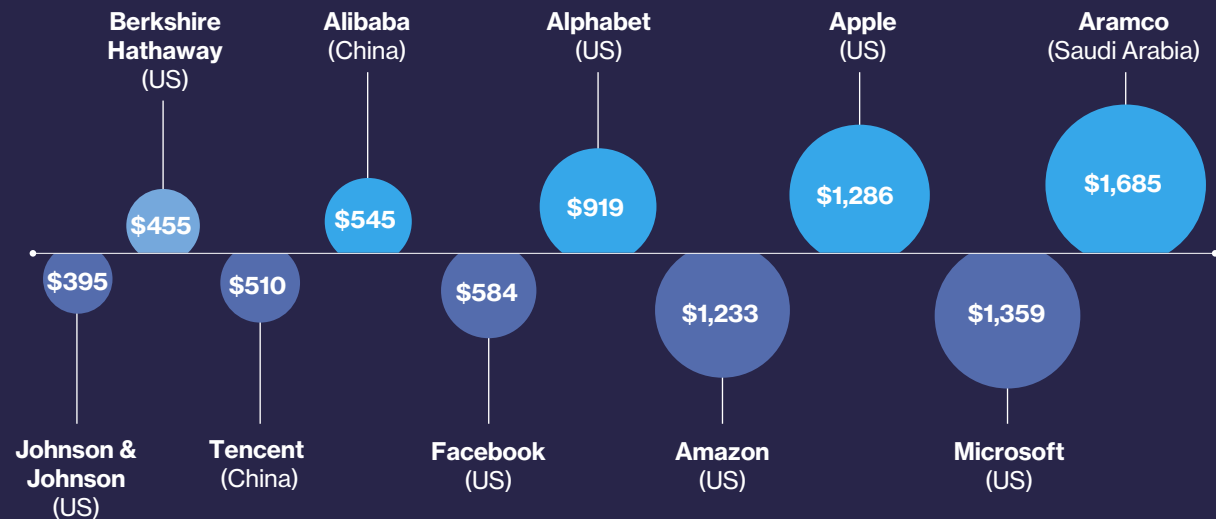 Berkshire
Hathaway
(US)
Alibaba
(China)
Alphabet
(US)
Apple
(US)
Aramco
(Saudi Arabia)
$455
$545
$919
$1,286
$1,685
$395
$510
$584
$1,233
$1,359
Johnson &
Johnson
(US)
Tencent
(China)
Facebook
(US)
Amazon
(US)
Microsoft
(US)